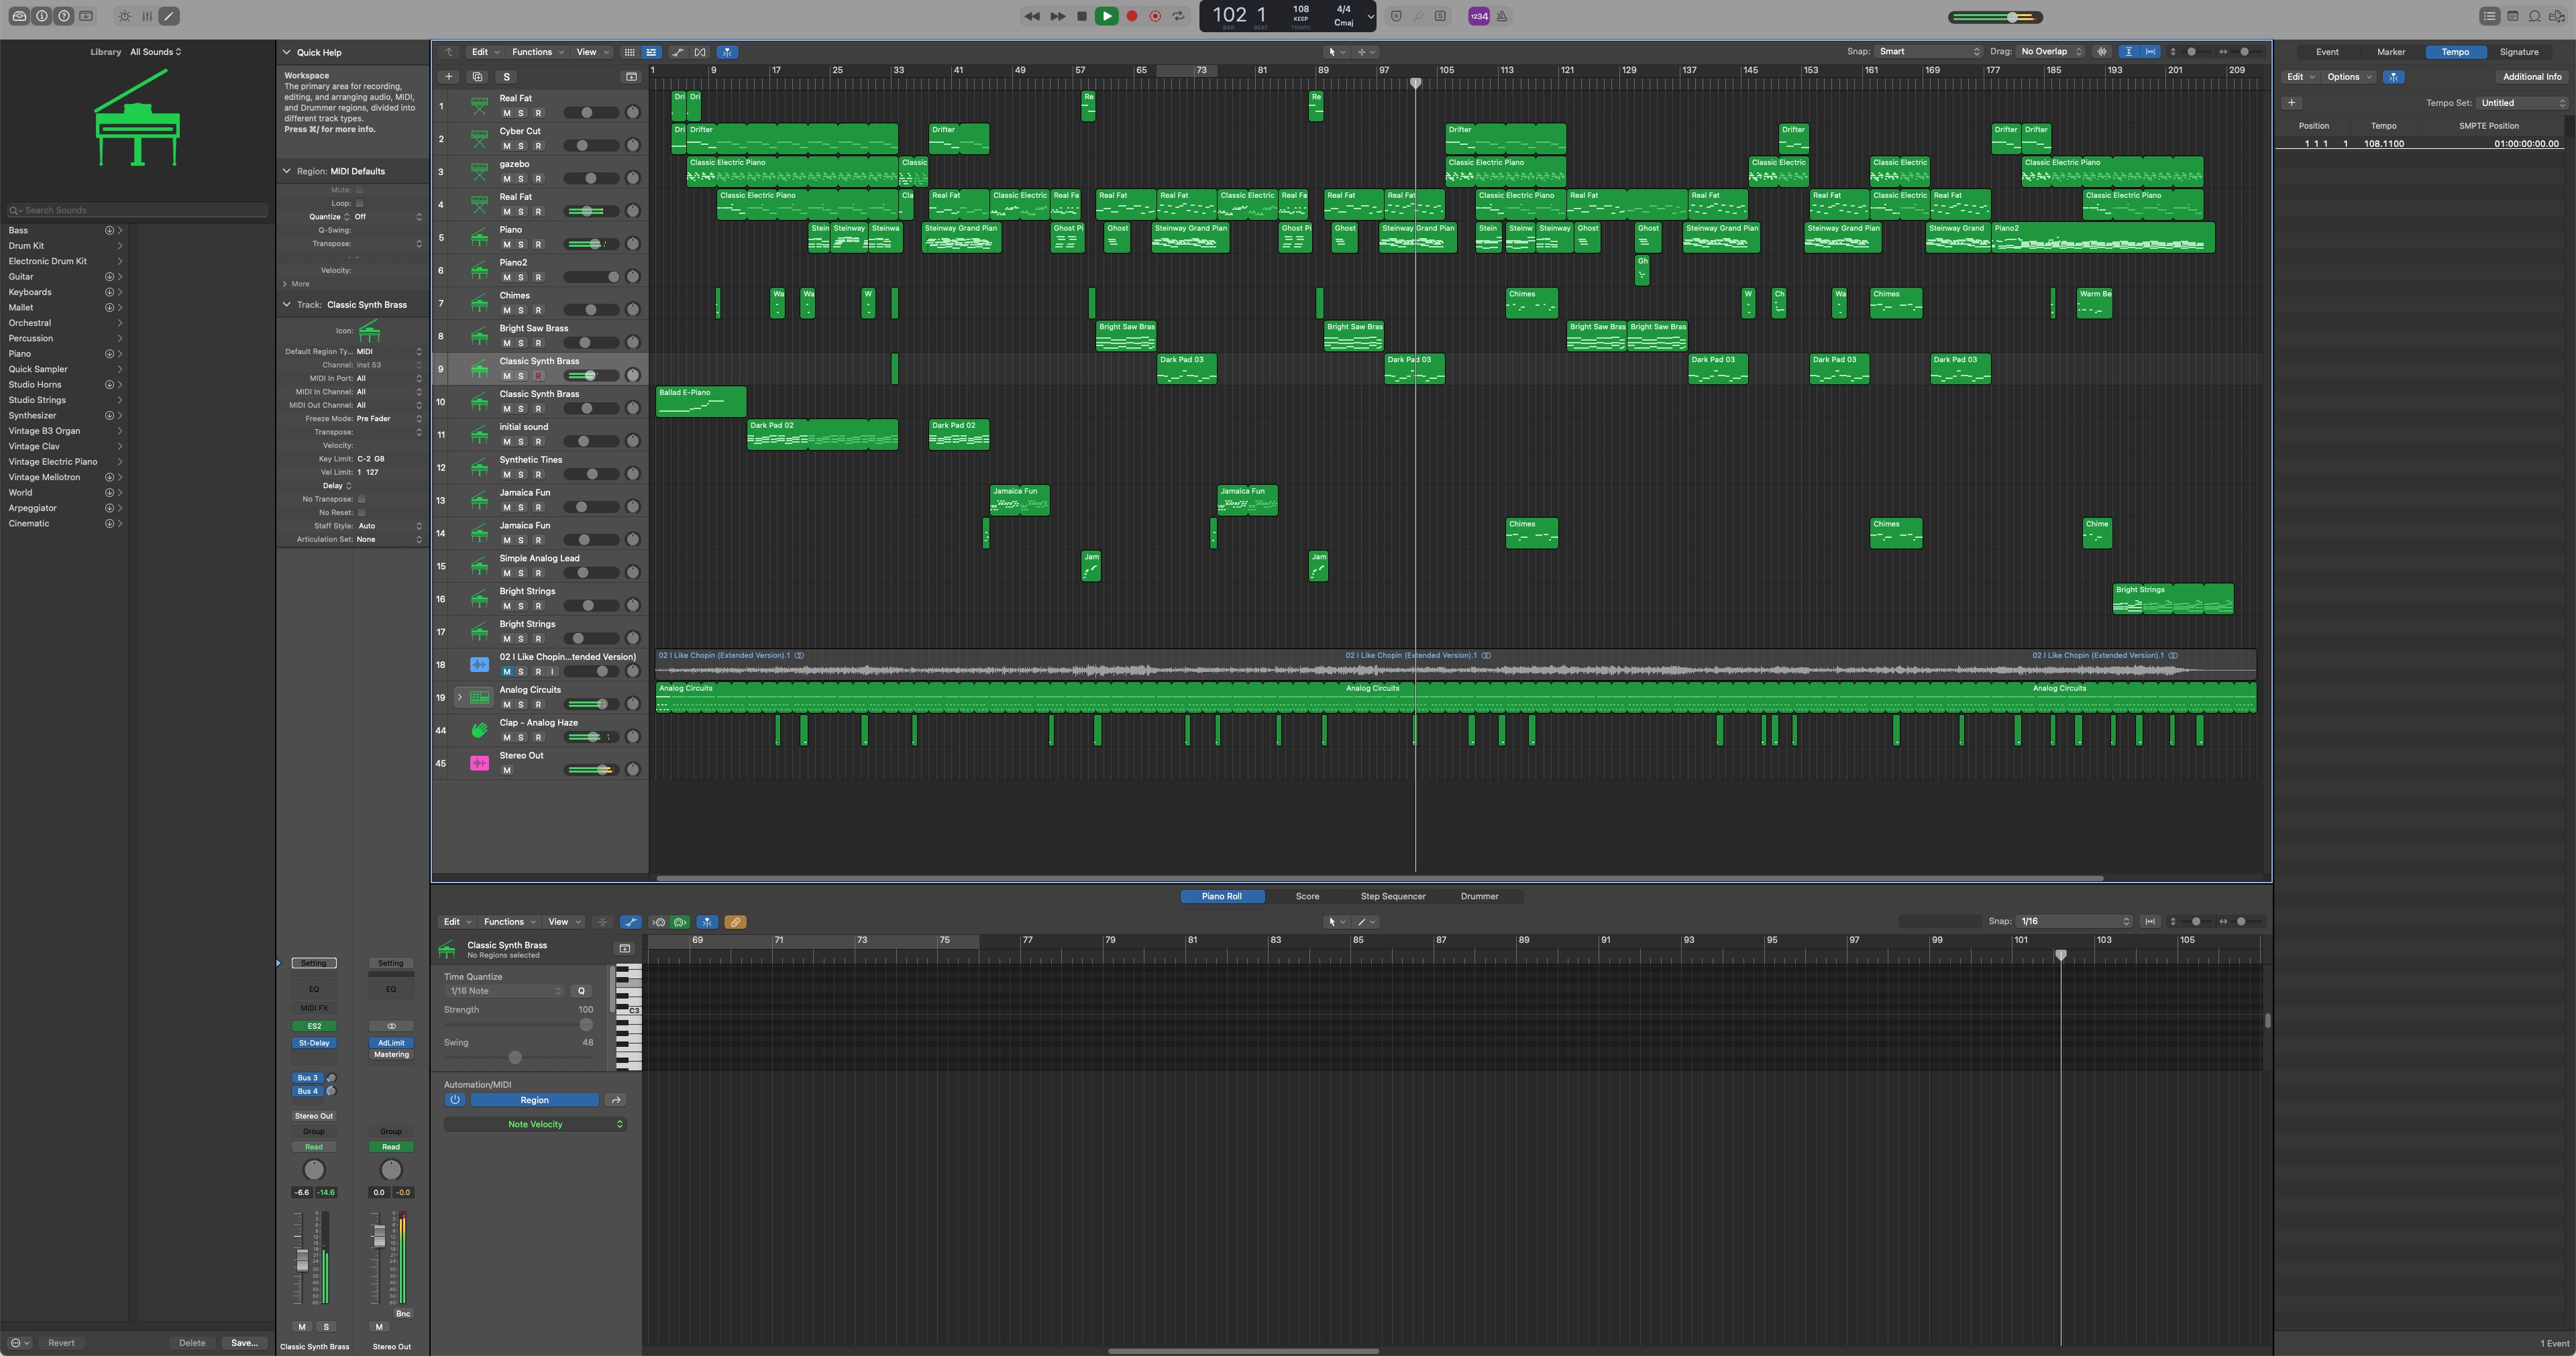 102 1
108
4/4
BAR
BEAT
KEEP
TEMPO
Cmaj
1234
Library All Sounds
Search Sounds
Bass
Drum Kit
Electronic Drum Kit
Guitar
Keyboards
Mallet
Orchestral
Percussion
Piano
Quick Sampler
Studio Horns
Studio Strings
Synthesizer
Vintage B3 Organ
Vintage Clav
Vintage Electric Piano
Vintage Mellotron
World
Arpeggiator
Cinematic
Revert
Delete
Save...
Quick Help
Workspace
The primary area for recording,
editing, and arranging audio, MIDI,
and Drummer regions, divided into
different track types.
Press ⌘/ for more info.
Region: MIDI Defaults
Mute:
Loop:
Quantize Off
Q-Swing:
Transpose:
Velocity:
More
Track: Classic Synth Brass
Icon:
Default Region Ty... MIDI
Channel: Inst 53
MIDI In Port: All
MIDI In Channel: All
MIDI Out Channel: All
Freeze Mode: Pre Fader
Transpose:
Velocity:
Key Limit: C-2 G8
Vel Limit: 1 127
Delay
No Transpose:
No Reset:
Staff Style: Auto
Articulation Set: None
Setting Setting
EQ EQ
MIDI FX
ES2
St-Delay AdLimit
Mastering
Bus 3
Bus 4
Stereo Out
Group Group
Read Read
-6.6 -14.6 0.0 -0.0
Bnc
M S M
Classic Synth Brass Stereo Out
Edit Functions View
Snap: Smart Drag: No Overlap
S
1 9 17 25 33 41 49 57 65 73 81 89 97 105 113 121 129 137 145 153 161 169 177 185 193 201 209
1 Real Fat
M S R
Dri Dri Re Re
2 Cyber Cut
M S R
Dri Drifter Drifter Drifter Drifter Drifter Drifter
3 gazebo
M S R
Classic Electric Piano Classic Classic Electric Piano Classic Electric Classic Electric Classic Electric Piano
4 Real Fat
M S R
Classic Electric Piano Cla Real Fat Classic Electric Real Fa Real Fat Real Fat Classic Electric Real Fa Real Fat Real Fat Classic Electric Piano Real Fat Real Fat Real Fat Classic Electric Real Fat Classic Electric Piano
5 Piano
M S R
Stein Steinway Steinwa Steinway Grand Pian Ghost Pi Ghost Steinway Grand Pian Ghost Pi Ghost Steinway Grand Pian Stein Steinw Steinway Ghost Ghost Steinway Grand Pian Steinway Grand Pian Steinway Grand Piano2
6 Piano2
M S R
Gh
7 Chimes
M S R
Wa Wa W Chimes W Ch Wa Chimes Warm Be
8 Bright Saw Brass
M S R
Bright Saw Bras Bright Saw Bras Bright Saw Bras Bright Saw Bras
9 Classic Synth Brass
M S R
Dark Pad 03 Dark Pad 03 Dark Pad 03 Dark Pad 03 Dark Pad 03
10 Classic Synth Brass
M S R
Ballad E-Piano
11 initial sound
M S R
Dark Pad 02 Dark Pad 02
12 Synthetic Tines
M S R
13 Jamaica Fun
M S R
Jamaica Fun Jamaica Fun
14 Jamaica Fun
M S R
Chimes Chimes Chime
15 Simple Analog Lead
M S R
Jam Jam
16 Bright Strings
M S R
Bright Strings
17 Bright Strings
M S R
18 02 I Like Chopin...tended Version)
M S R I
02 I Like Chopin (Extended Version).1 02 I Like Chopin (Extended Version).1 02 I Like Chopin (Extended Version).1
19 Analog Circuits
M S R
Analog Circuits Analog Circuits Analog Circuits
44 Clap - Analog Haze
M S R
45 Stereo Out
M
Piano Roll Score Step Sequencer Drummer
Edit Functions View
Snap: 1/16
Classic Synth Brass
No Regions selected
69 71 73 75 77 79 81 83 85 87 89 91 93 95 97 99 101 103 105
Time Quantize
1/16 Note Q
Strength 100
Swing 48
C3
Automation/MIDI
Region
Note Velocity
Event Marker Tempo Signature
Edit Options Additional Info
Tempo Set: Untitled
Position Tempo SMPTE Position
1 1 1 1 108.1100 01:00:00:00.00
1 Event